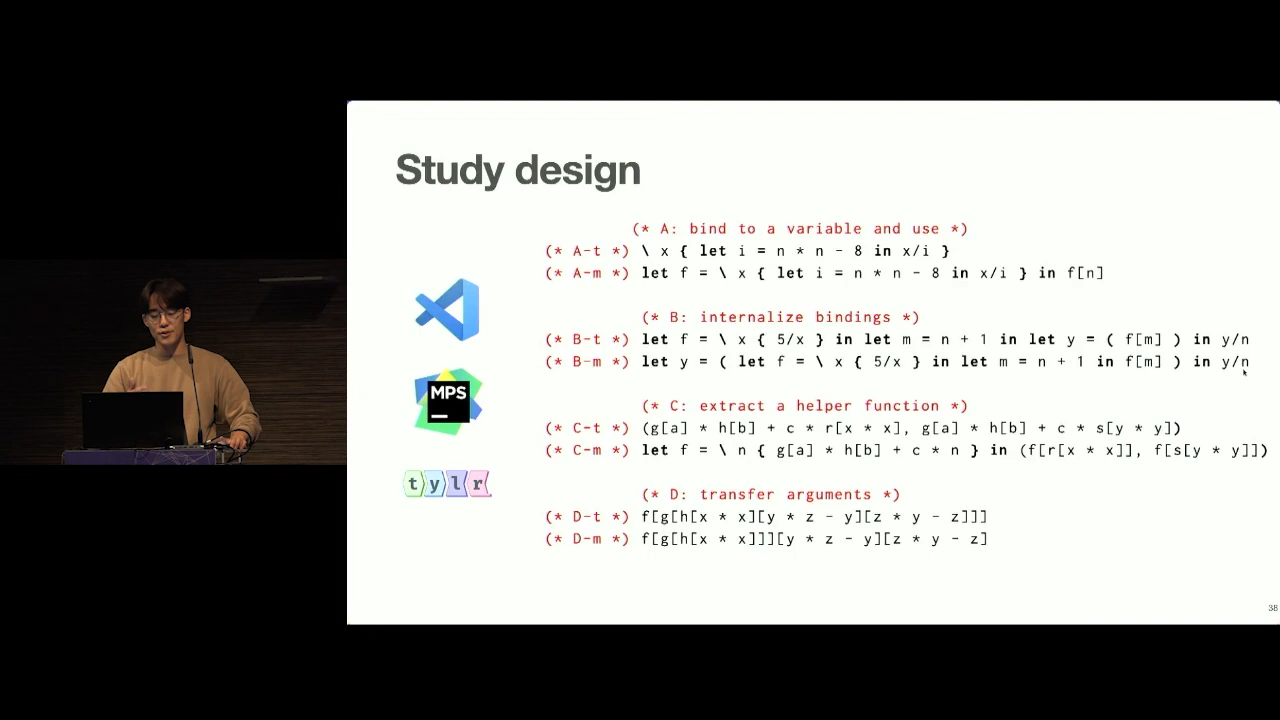 Study design
(* A: bind to a variable and use *)
(* A-t *) \ x { let i = n * n - 8 in x/i }
(* A-m *) let f = \ x { let i = n * n - 8 in x/i } in f[n]
(* B: internalize bindings *)
(* B-t *) let f = \ x { 5/x } in let m = n + 1 in let y = ( f[m] ) in y/n
(* B-m *) let y = ( let f = \ x { 5/x } in let m = n + 1 in f[m] ) in y/n
MPS
(* C: extract a helper function *)
(* C-t *) (g[a] * h[b] + c * r[x * x], g[a] * h[b] + c * s[y * y])
(* C-m *) let f = \ n { g[a] * h[b] + c * n } in (f[r[x * x]], f[s[y * y]])
tylr
(* D: transfer arguments *)
(* D-t *) f[g[h[x * x][y * z - y][z * y - z]]]
(* D-m *) f[g[h[x * x]]][y * z - y][z * y - z]
38